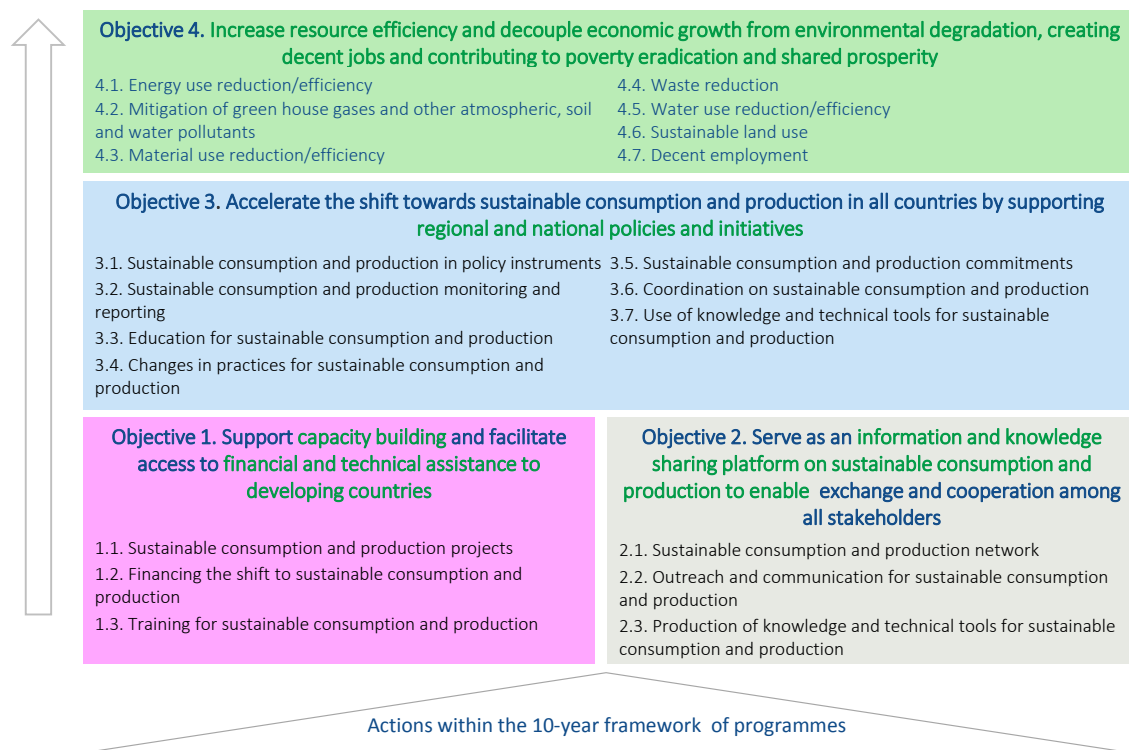 Objective 4. Increase resource efficiency and decouple economic growth from environmental degradation, creating
decent jobs and contributing to poverty eradication and shared prosperity
4.1. Energy use reduction/efficiency
4.2. Mitigation of green house gases and other atmospheric, soil
and water pollutants
4.3. Material use reduction/efficiency
4.4. Waste reduction
4.5. Water use reduction/efficiency
4.6. Sustainable land use
4.7. Decent employment
Objective 3. Accelerate the shift towards sustainable consumption and production in all countries by supporting
regional and national policies and initiatives
3.1. Sustainable consumption and production in policy instruments
3.2. Sustainable consumption and production monitoring and
reporting
3.3. Education for sustainable consumption and production
3.4. Changes in practices for sustainable consumption and
production
3.5. Sustainable consumption and production commitments
3.6. Coordination on sustainable consumption and production
3.7. Use of knowledge and technical tools for sustainable
consumption and production
Objective 1. Support capacity building and facilitate
access to financial and technical assistance to
developing countries
1.1. Sustainable consumption and production projects
1.2. Financing the shift to sustainable consumption and
production
1.3. Training for sustainable consumption and production
Objective 2. Serve as an information and knowledge
sharing platform on sustainable consumption and
production to enable exchange and cooperation among
all stakeholders
2.1. Sustainable consumption and production network
2.2. Outreach and communication for sustainable consumption
and production
2.3. Production of knowledge and technical tools for sustainable
consumption and production
Actions within the 10-year framework of programmes